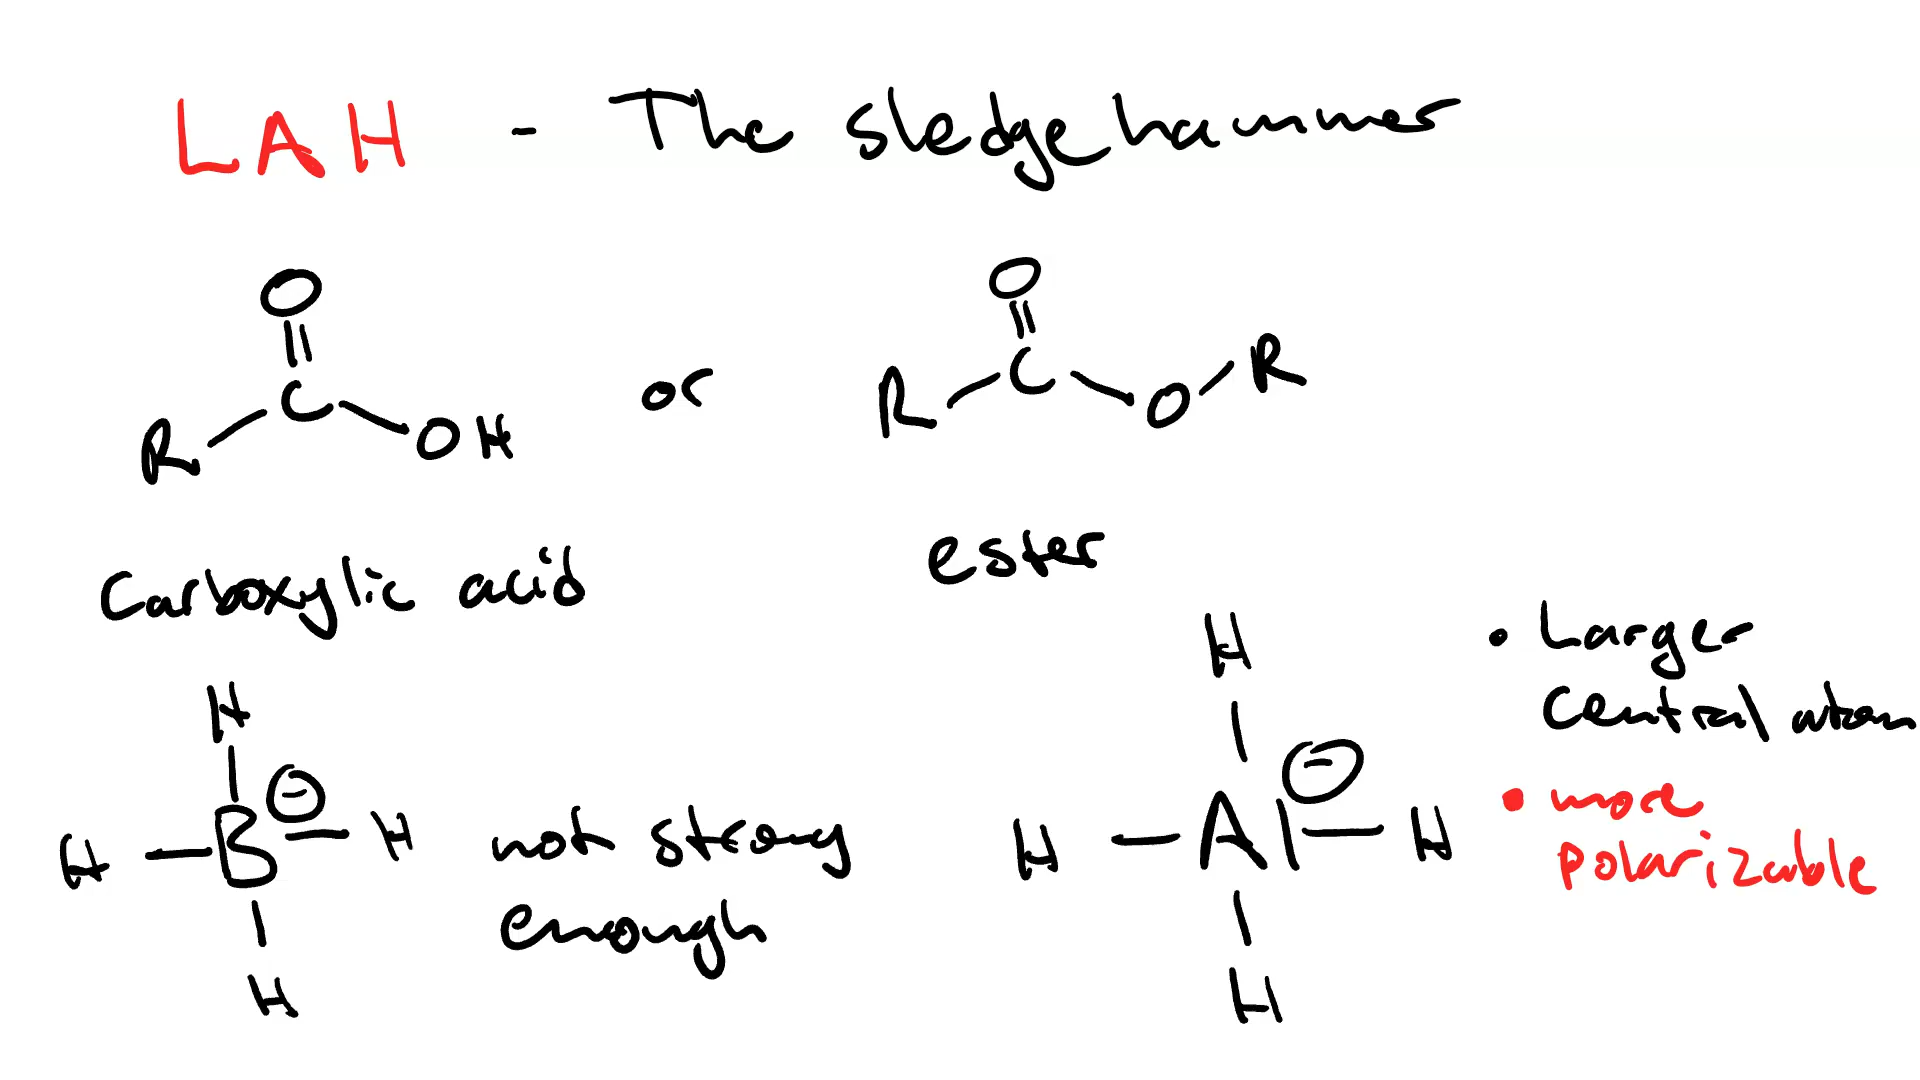 LAH - The sledgehammer
O
R C OH
or
O
R C O R
Carboxylic acid
ester
H
H B ⊖ H
H
not strong
enough
H
H Al ⊖ H
H
• Larger
central atom
• more
polarizable